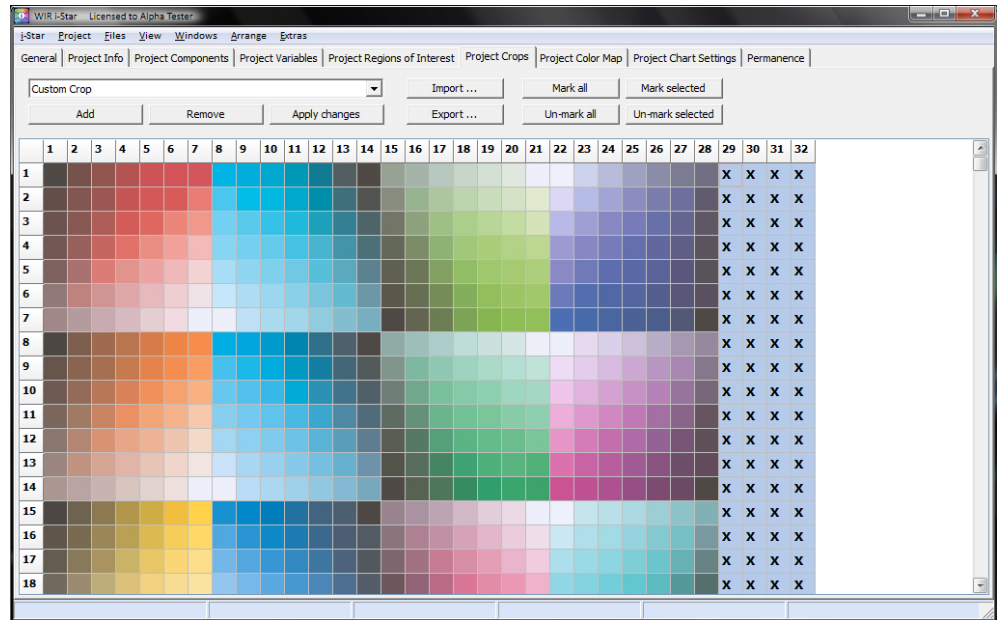 WIR i-Star Licensed to Alpha Tester
i-Star Project Files View Windows Arrange Extras
General Project Info Project Components Project Variables Project Regions of Interest Project Crops Project Color Map Project Chart Settings Permanence
Custom Crop Import ... Mark all Mark selected
Add Remove Apply changes Export ... Un-mark all Un-mark selected
1 2 3 4 5 6 7 8 9 10 11 12 13 14 15 16 17 18 19 20 21 22 23 24 25 26 27 28 29 30 31 32
1 X X X X
2 X X X X
3 X X X X
4 X X X X
5 X X X X
6 X X X X
7 X X X X
8 X X X X
9 X X X X
10 X X X X
11 X X X X
12 X X X X
13 X X X X
14 X X X X
15 X X X X
16 X X X X
17 X X X X
18 X X X X